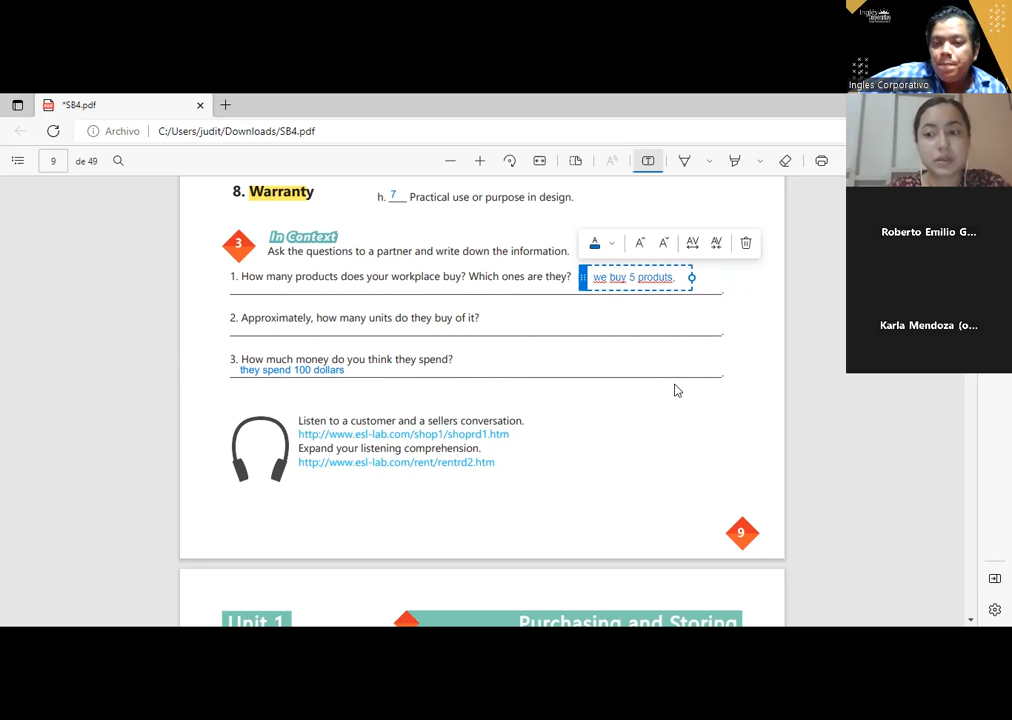 *SB4.pdf
Archivo
C:/Users/judit/Downloads/SB4.pdf
9
de 49
8. Warranty
h. 7 Practical use or purpose in design.
3
In Context
Ask the questions to a partner and write down the information.
1. How many products does your workplace buy? Which ones are they? we buy 5 produts,
2. Approximately, how many units do they buy of it?
3. How much money do you think they spend?
they spend 100 dollars
Listen to a customer and a sellers conversation.
http://www.esl-lab.com/shop1/shoprd1.htm
Expand your listening comprehension.
http://www.esl-lab.com/rent/rentrd2.htm
9
Unit 1
Purchasing and Storing
Inglés
Corporativo
Ingles Corporativo
Roberto Emilio G...
Karla Mendoza (o...